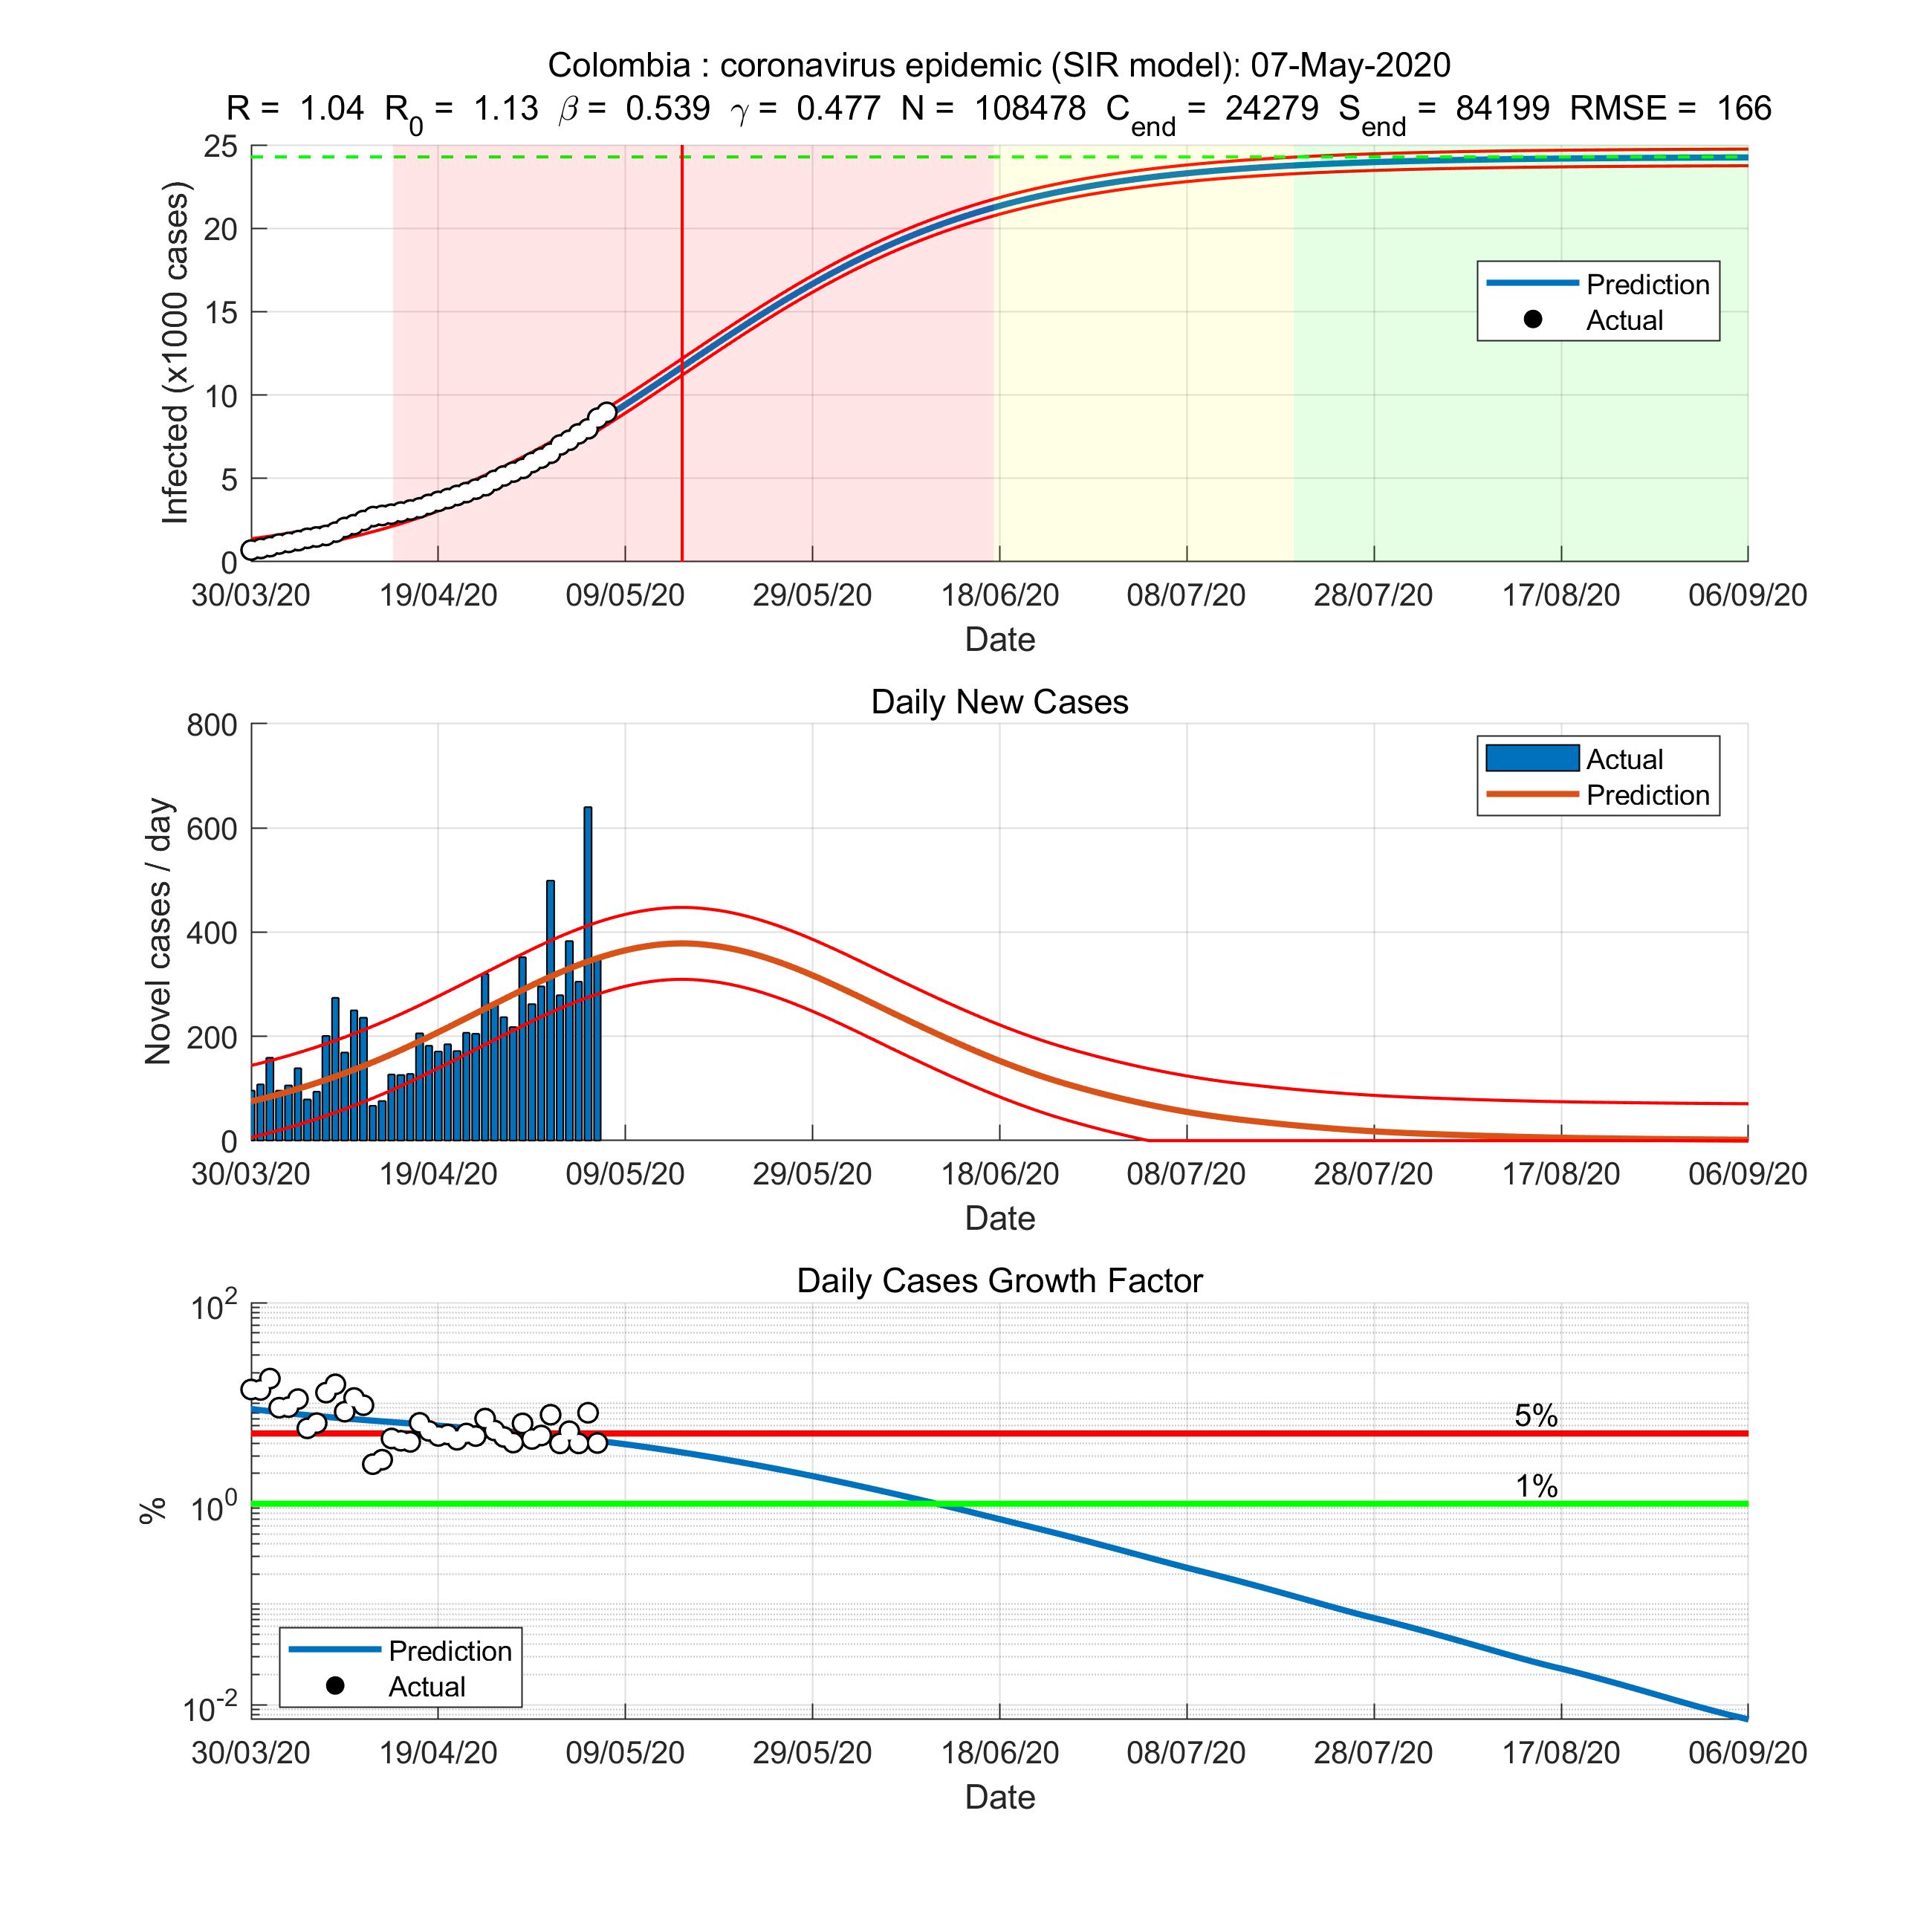 Colombia : coronavirus epidemic (SIR model): 07-May-2020
R = 1.04 R0 = 1.13 β = 0.539 γ = 0.477 N = 108478 Cend = 24279 Send = 84199 RMSE = 166
Infected (x1000 cases)
25
20
15
10
5
0
Prediction
Actual
30/03/20 19/04/20 09/05/20 29/05/20 18/06/20 08/07/20 28/07/20 17/08/20 06/09/20
Date
Daily New Cases
Novel cases / day
800
600
400
200
0
Actual
Prediction
30/03/20 19/04/20 09/05/20 29/05/20 18/06/20 08/07/20 28/07/20 17/08/20 06/09/20
Date
Daily Cases Growth Factor
%
10^2
10^0
10^-2
5%
1%
Prediction
Actual
30/03/20 19/04/20 09/05/20 29/05/20 18/06/20 08/07/20 28/07/20 17/08/20 06/09/20
Date